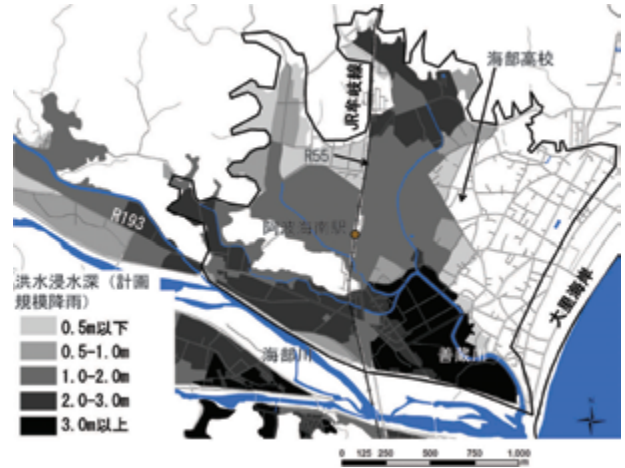 海部高校
JR牟岐線
R55
R193
阿波海南駅
大里海岸
洪水浸水深（計画
規模降雨）
0.5m以下
0.5-1.0m
1.0-2.0m
2.0-3.0m
3.0m以上
海部川
善蔵川
N
0 125 250 500 750 1,000
m